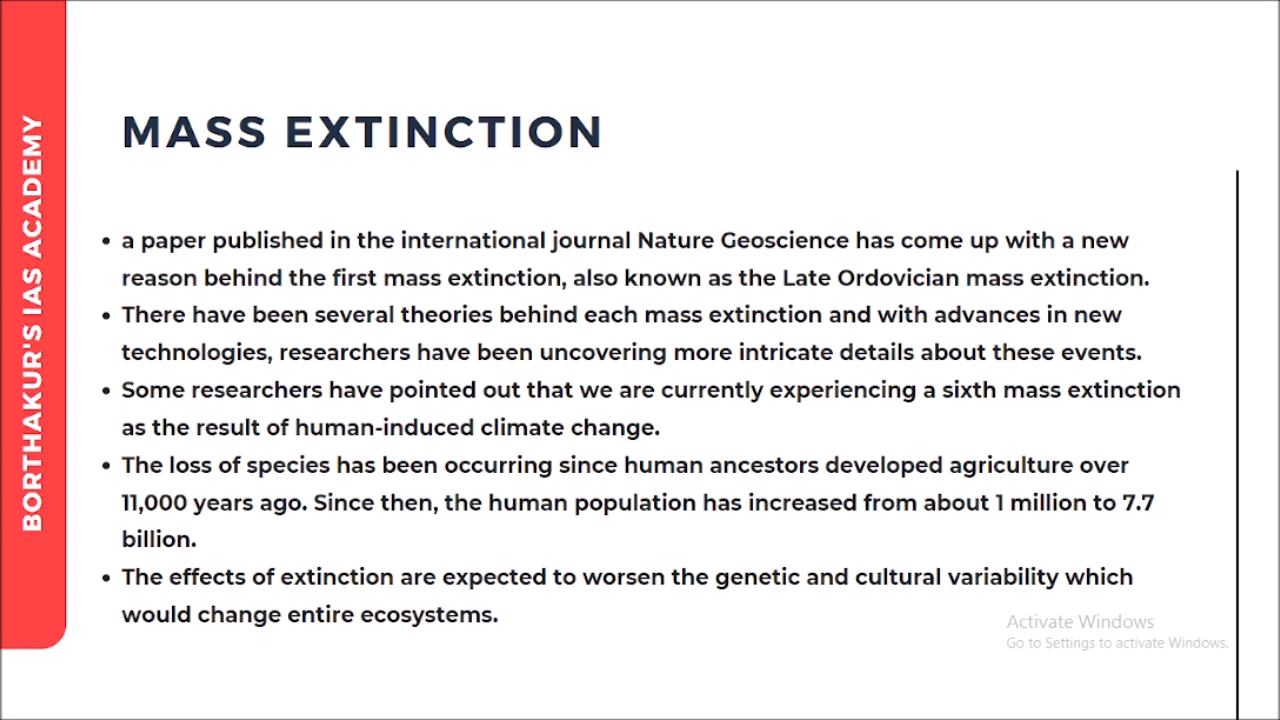 BORTHAKUR'S IAS ACADEMY
MASS EXTINCTION
• a paper published in the international journal Nature Geoscience has come up with a new
reason behind the first mass extinction, also known as the Late Ordovician mass extinction.
• There have been several theories behind each mass extinction and with advances in new
technologies, researchers have been uncovering more intricate details about these events.
• Some researchers have pointed out that we are currently experiencing a sixth mass extinction
as the result of human-induced climate change.
• The loss of species has been occurring since human ancestors developed agriculture over
11,000 years ago. Since then, the human population has increased from about 1 million to 7.7
billion.
• The effects of extinction are expected to worsen the genetic and cultural variability which
would change entire ecosystems.
Activate Windows
Go to Settings to activate Windows.